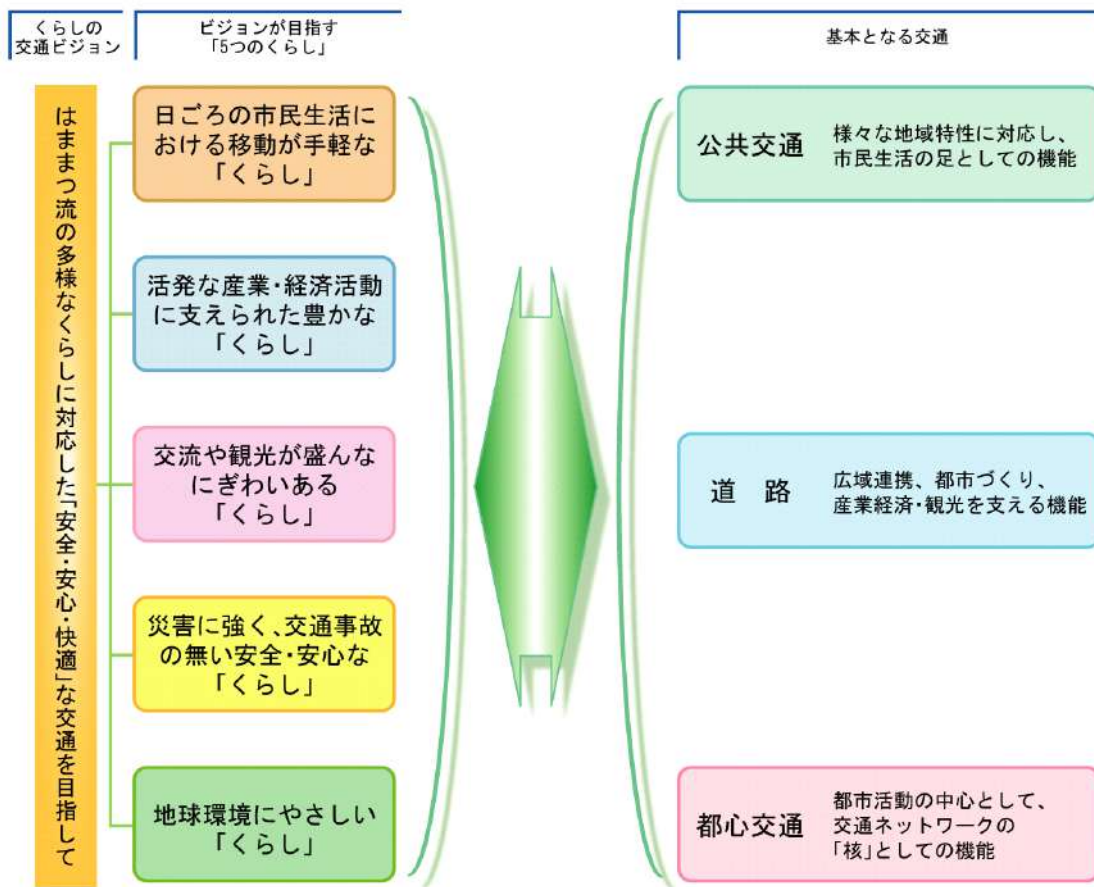 くらしの
交通ビジョン
ビジョンが目指す
「5つのくらし」
基本となる交通
はままつ流の多様なくらしに対応した「安全・安心・快適」な交通を目指して
日ごろの市民生活に
おける移動が手軽な
「くらし」
活発な産業・経済活動
に支えられた豊かな
「くらし」
交流や観光が盛んな
にぎわいある
「くらし」
災害に強く、交通事故
の無い安全・安心な
「くらし」
地球環境にやさしい
「くらし」
公共交通
様々な地域特性に対応し、
市民生活の足としての機能
道 路
広域連携、都市づくり、
産業経済・観光を支える機能
都心交通
都市活動の中心として、
交通ネットワークの
「核」としての機能